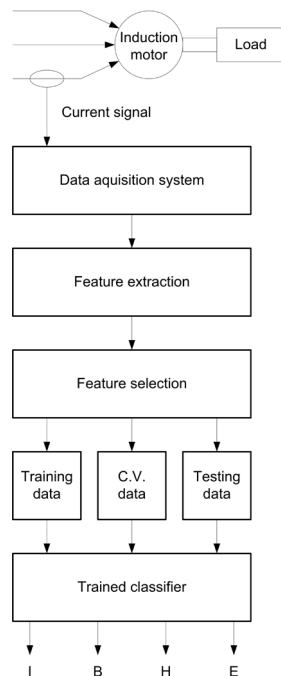 Induction
motor
Load
Current signal
Data aquisition system
Feature extraction
Feature selection
Training
data
C.V.
data
Testing
data
Trained classifier
I
B
H
E